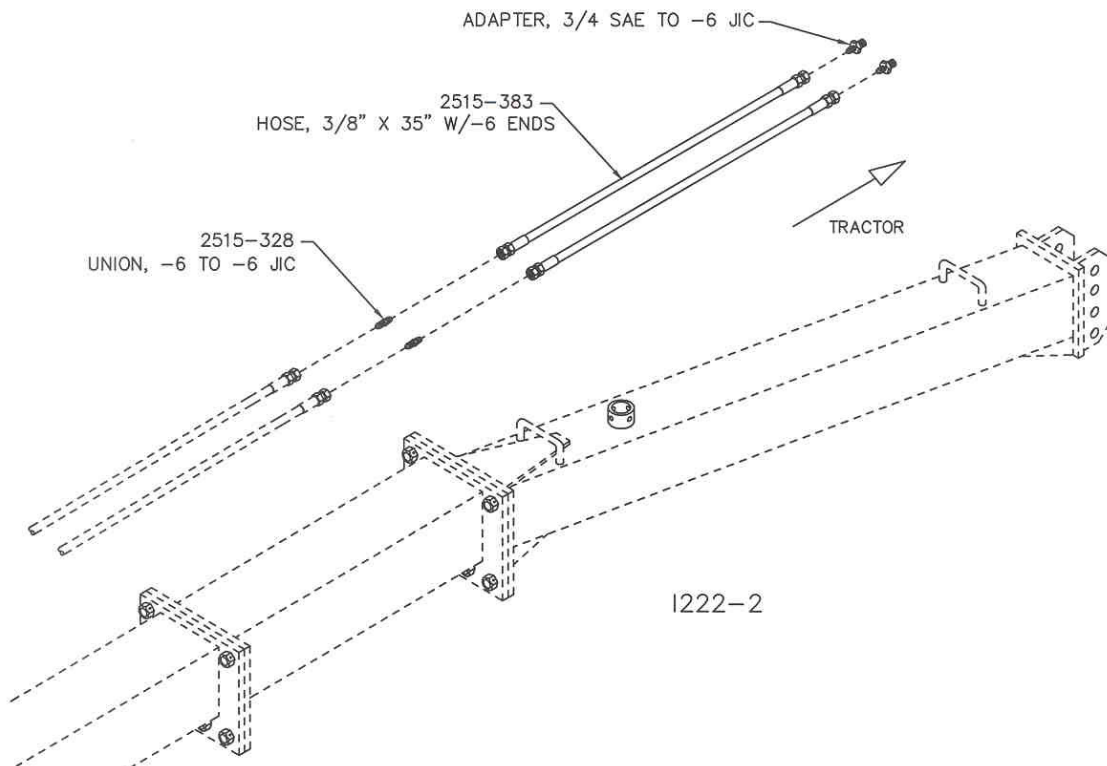 ADAPTER, 3/4 SAE TO -6 JIC
2515-383
HOSE, 3/8" X 35" W/-6 ENDS
TRACTOR
2515-328
UNION, -6 TO -6 JIC
I222-2